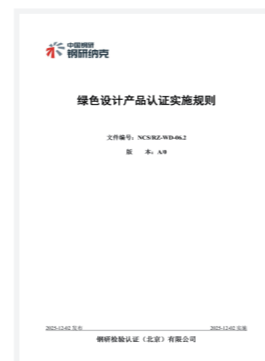 中国钢研
钢研纳克
绿色设计产品认证实施规则
文件编号：NCS/RZ-WD-06.2
版 本：A/0
2025-12-02 发布
2025-12-02 实施
钢研检验认证（北京）有限公司